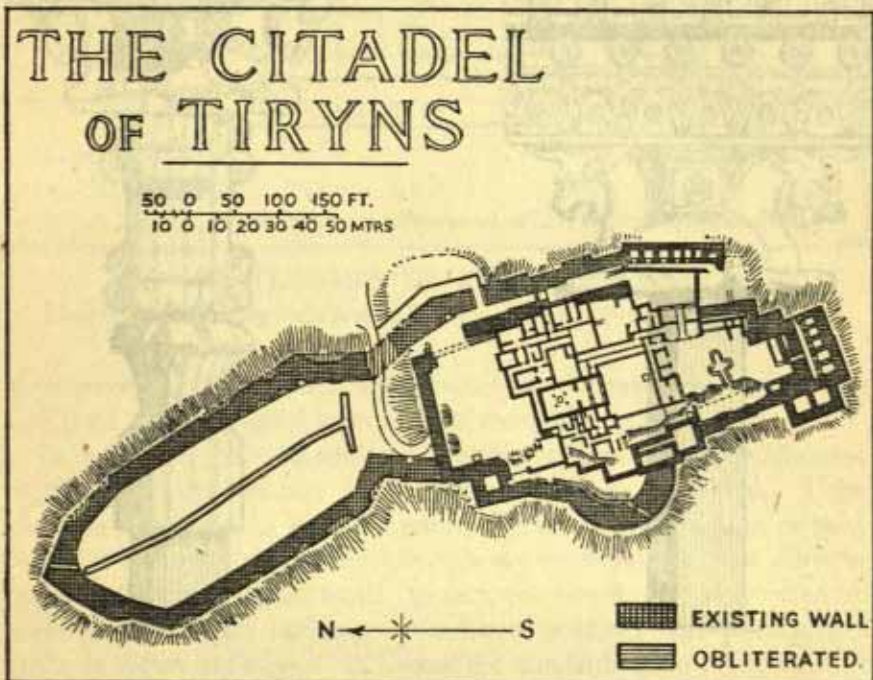 THE CITADEL
OF TIRYNS
50 0 50 100 150 FT.
10 0 10 20 30 40 50 MTRS
N S
EXISTING WALL
OBLITERATED.